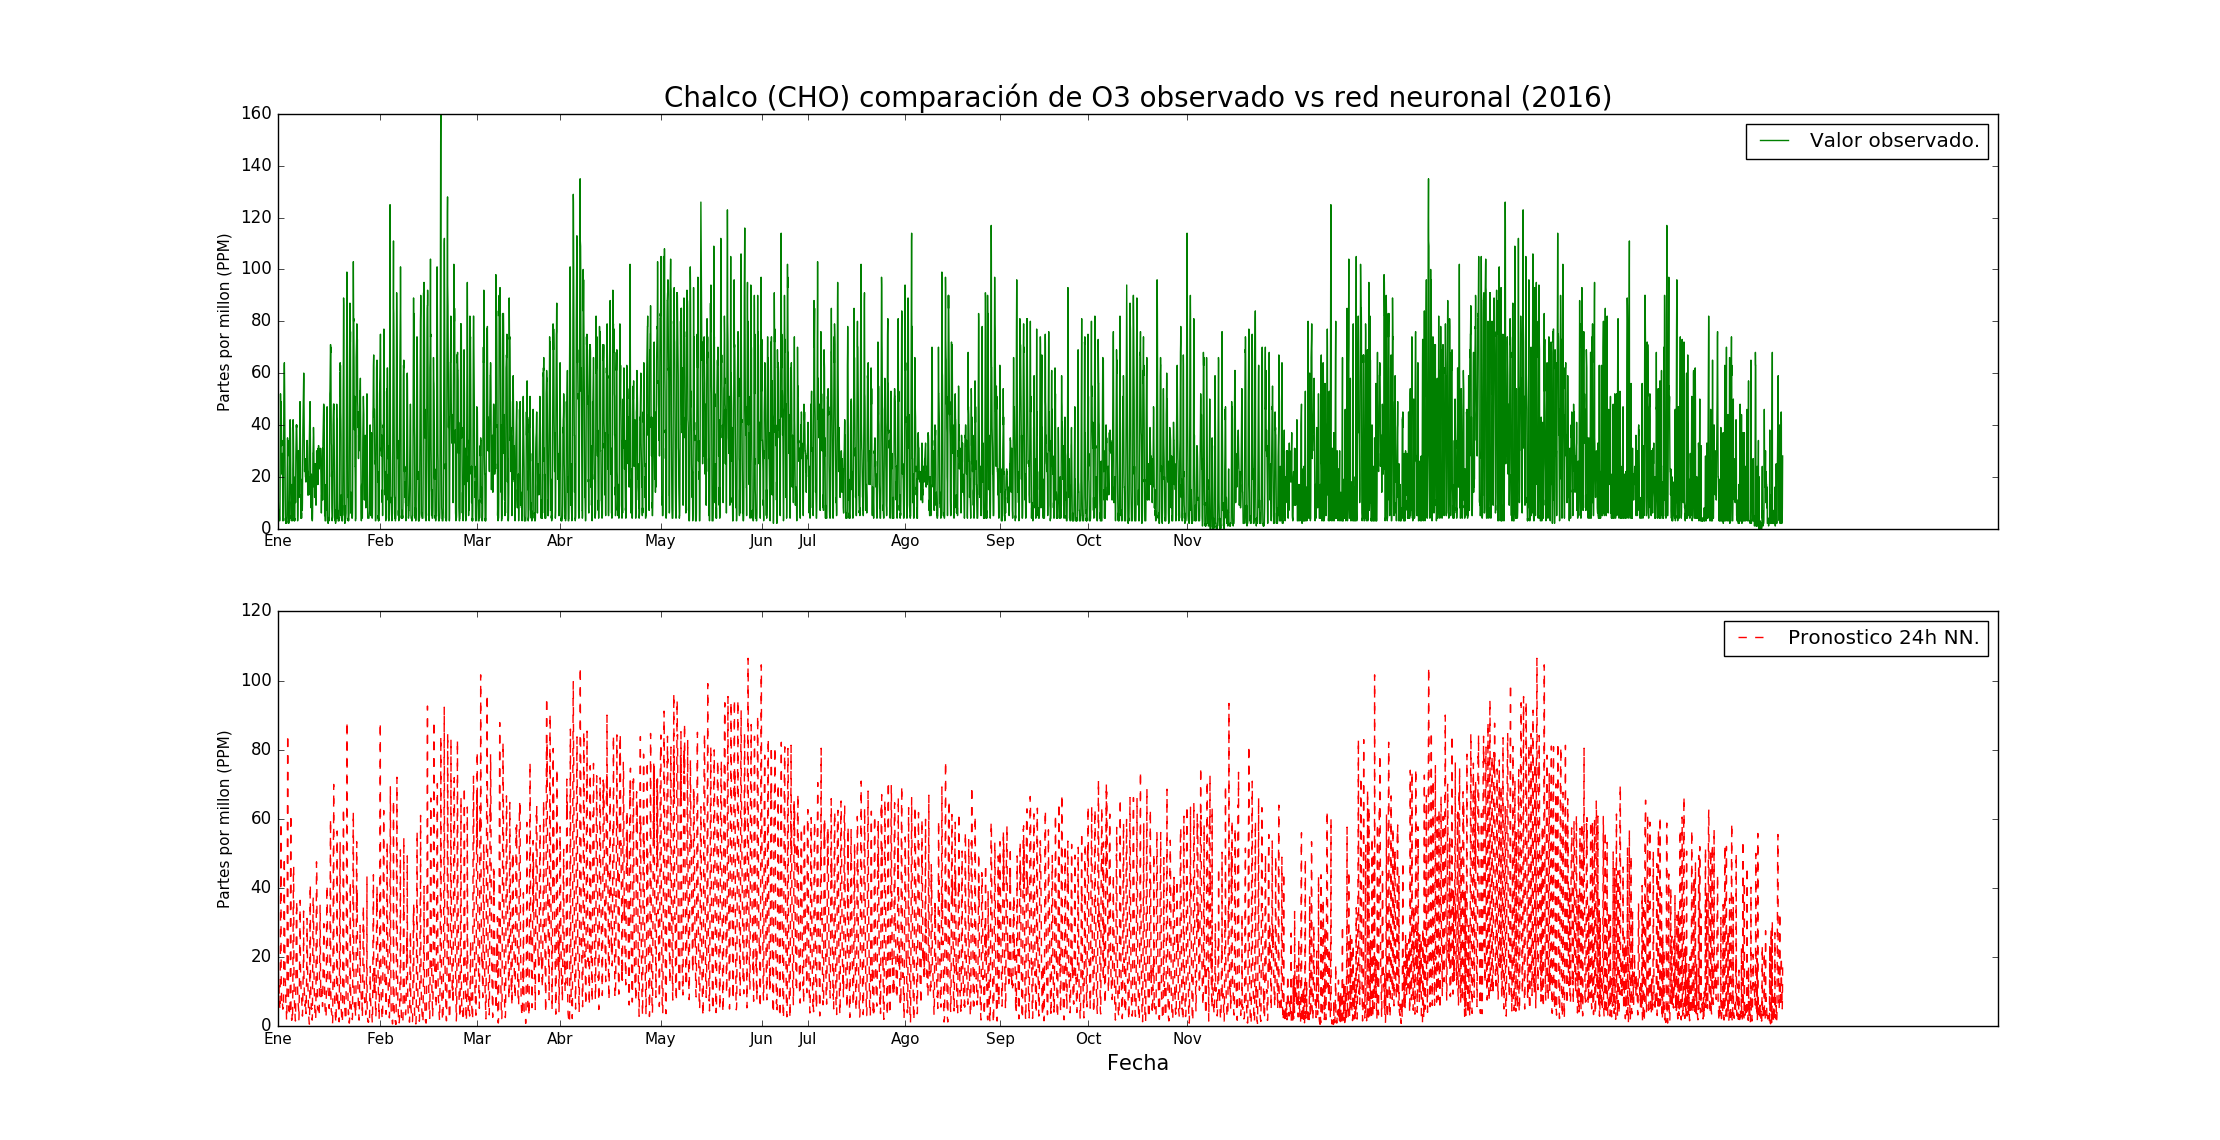 Chalco (CHO) comparación de O3 observado vs red neuronal (2016)
160
140
120
100
80
60
40
20
0
Partes por millon (PPM)
Valor observado.
Ene Feb Mar Abr May Jun Jul Ago Sep Oct Nov
120
100
80
60
40
20
0
Partes por millon (PPM)
Pronostico 24h NN.
Ene Feb Mar Abr May Jun Jul Ago Sep Oct Nov
Fecha